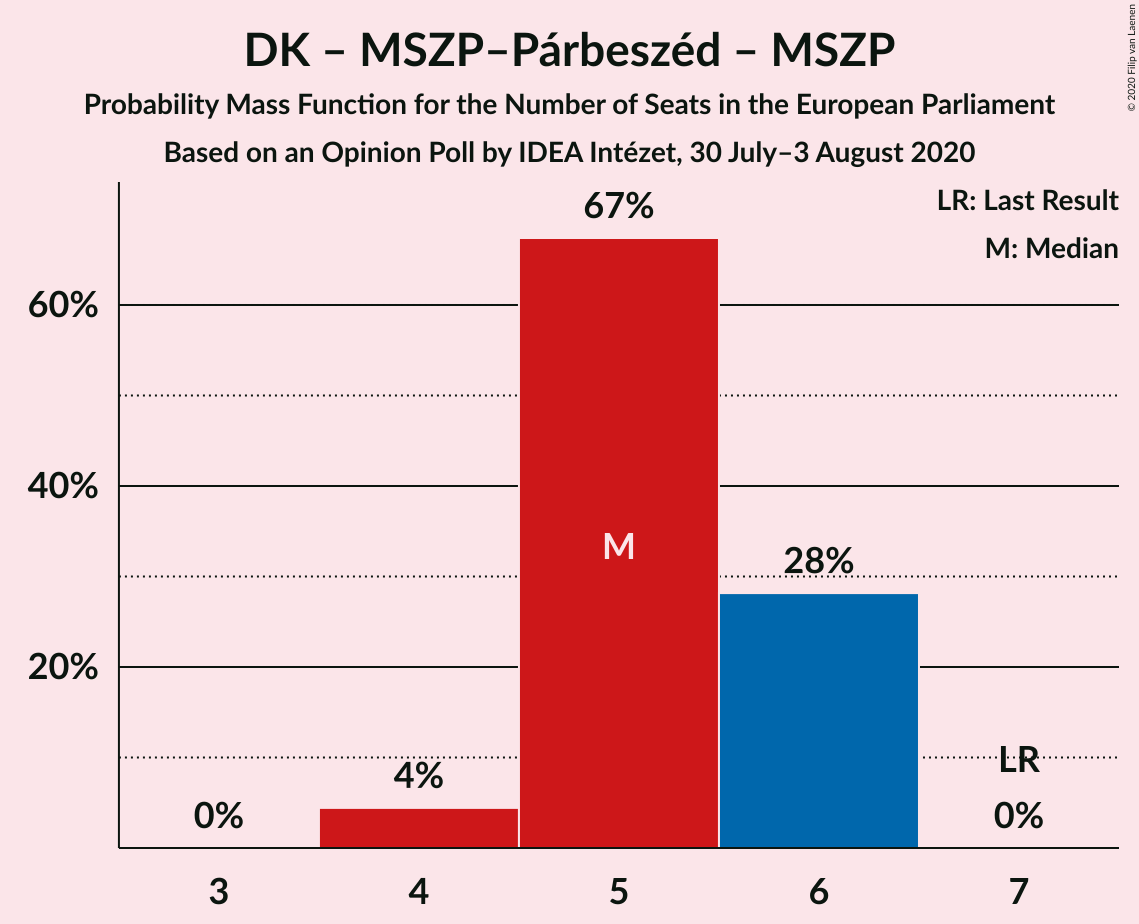 DK – MSZP–Párbeszéd – MSZP
Probability Mass Function for the Number of Seats in the European Parliament
Based on an Opinion Poll by IDEA Intézet, 30 July–3 August 2020
© 2020 Filip van Laenen
LR: Last Result
M: Median
67%
60%
40%
M
28%
20%
4%
LR
0%
0%
3 4 5 6 7